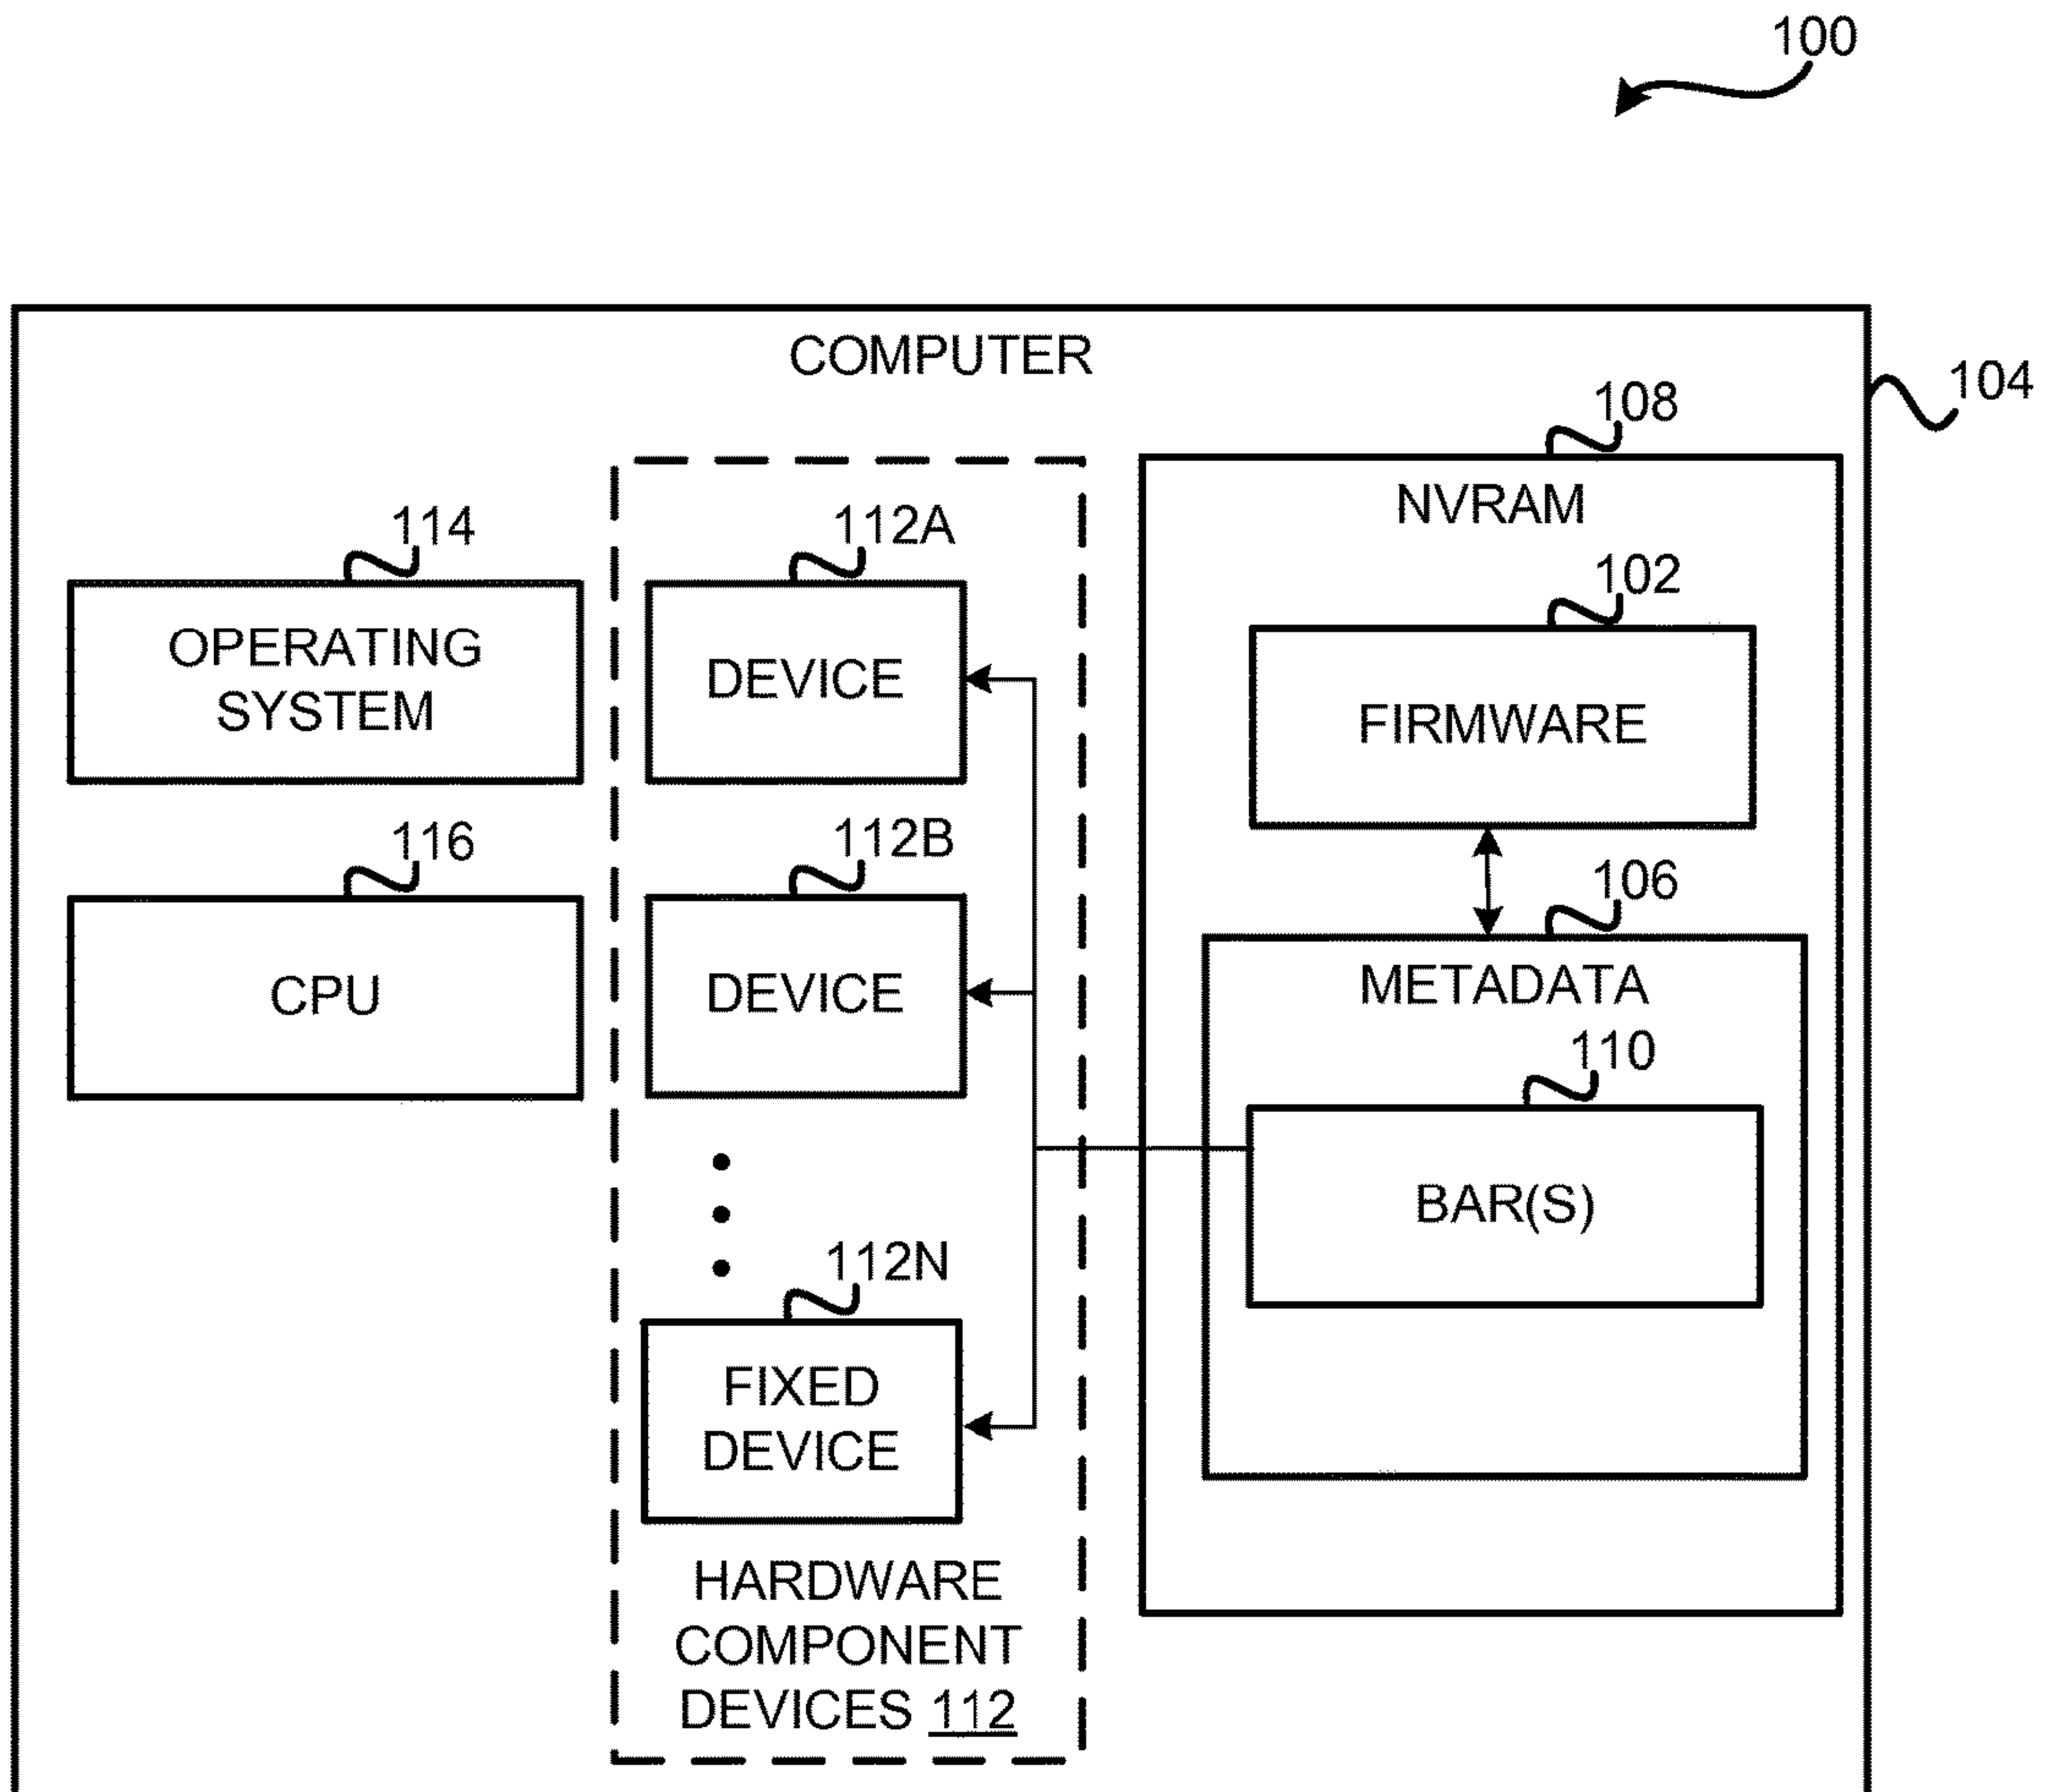 100
COMPUTER
104
108
NVRAM
114
112A
102
OPERATING
SYSTEM
DEVICE
FIRMWARE
116
112B
106
CPU
DEVICE
METADATA
110
BAR(S)
112N
FIXED
DEVICE
HARDWARE
COMPONENT
DEVICES 112